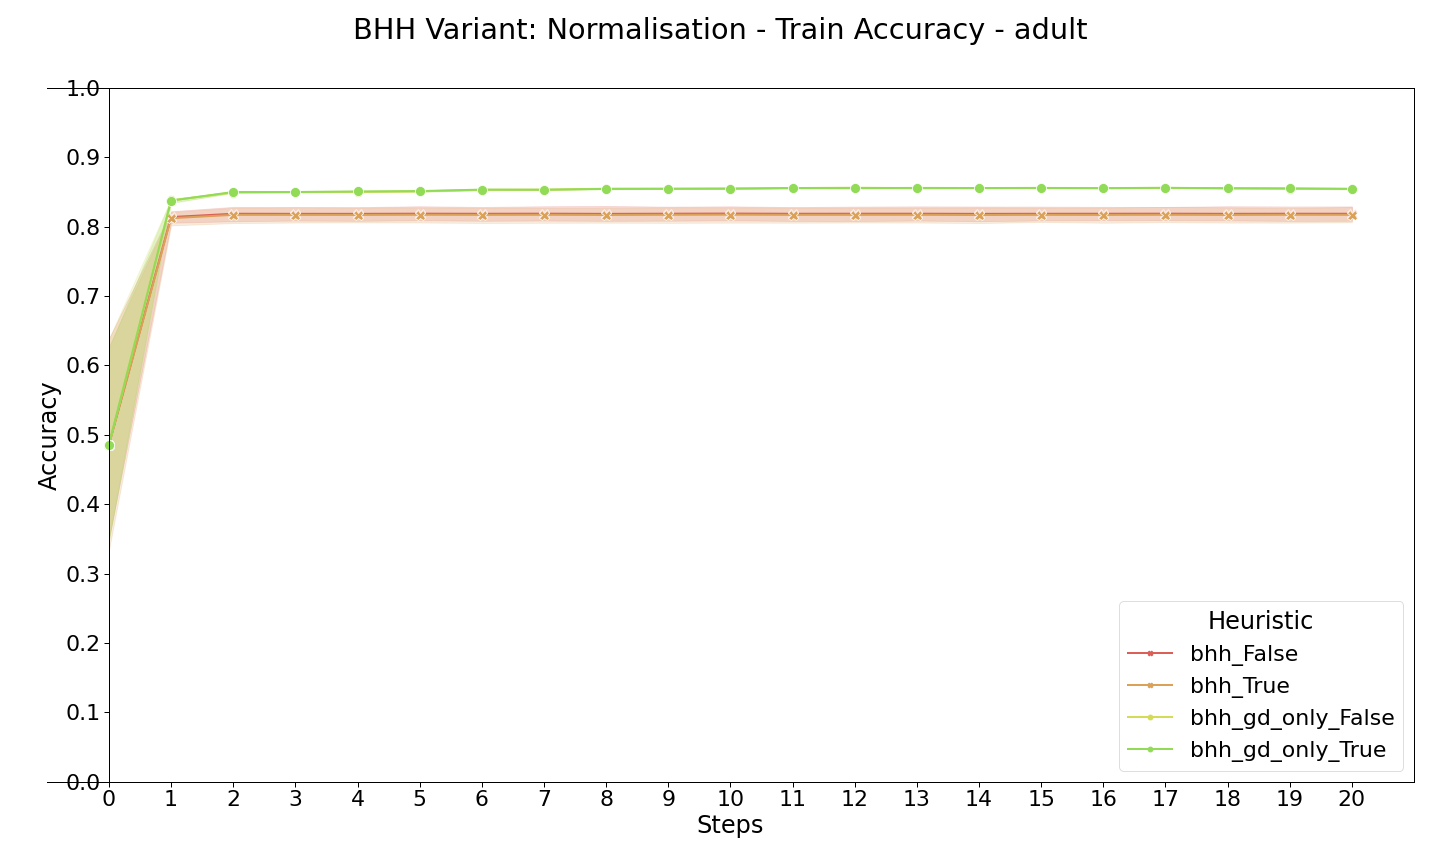 BHH Variant: Normalisation - Train Accuracy - adult
1.0
0.9
0.8
0.7
0.6
0.5
0.4
0.3
0.2
0.1
0.0
Accuracy
0 1 2 3 4 5 6 7 8 9 10 11 12 13 14 15 16 17 18 19 20
Steps
Heuristic
bhh_False
bhh_True
bhh_gd_only_False
bhh_gd_only_True